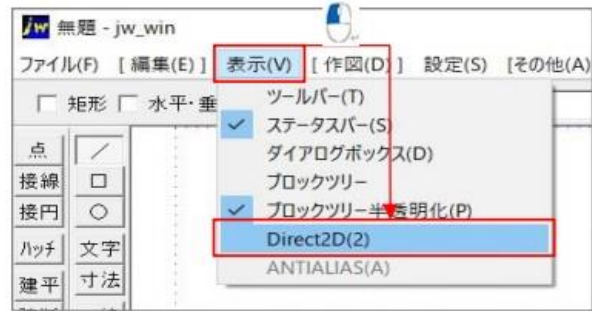 jw 無題 - jw_win
ファイル(F) [編集(E)] 表示(V) [作図(D)] 設定(S) [その他(A)
矩形 水平・垂
ツールバー(T)
ステータスバー(S)
ダイアログボックス(D)
ブロックツリー
ブロックツリー半透明化(P)
Direct2D(2)
ANTIALIAS(A)
点
接線
接円
ハッチ 文字
建平 寸法